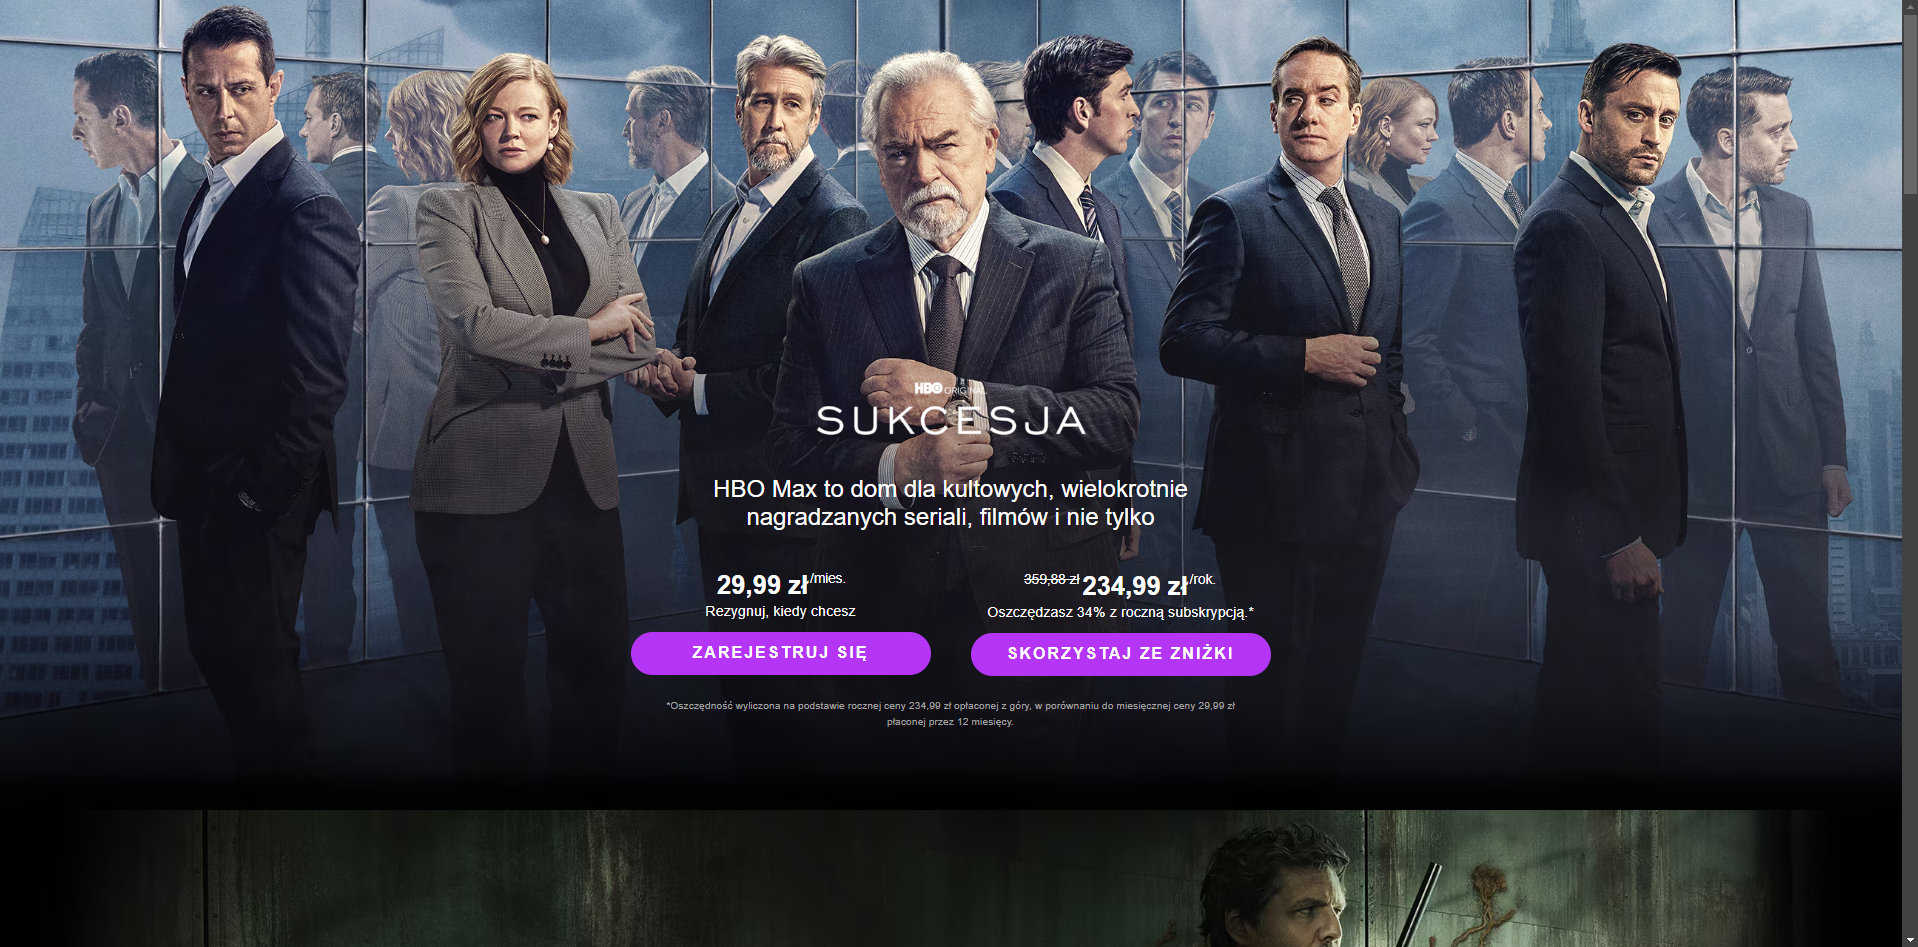 HBO ORIGINAL
SUKCESJA
HBO Max to dom dla kultowych, wielokrotnie
nagradzanych seriali, filmów i nie tylko
29,99 zł/mies.
Rezygnuj, kiedy chcesz
ZAREJESTRUJ SIĘ
359,88 zł 234,99 zł/rok.
Oszczędzasz 34% z roczną subskrypcją.*
SKORZYSTAJ ZE ZNIŻKI
*Oszczędność wyliczona na podstawie rocznej ceny 234,99 zł opłaconej z góry, w porównaniu do miesięcznej ceny 29,99 zł
płaconej przez 12 miesięcy.